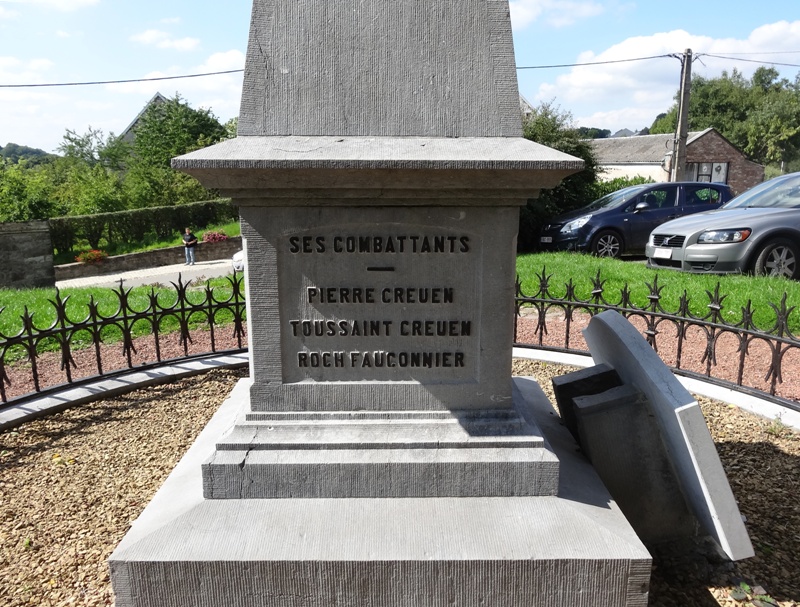 SES COMBATTANTS
PIERRE CREUEN
TOUSSAINT CREUEN
ROCH FAUCONNIER